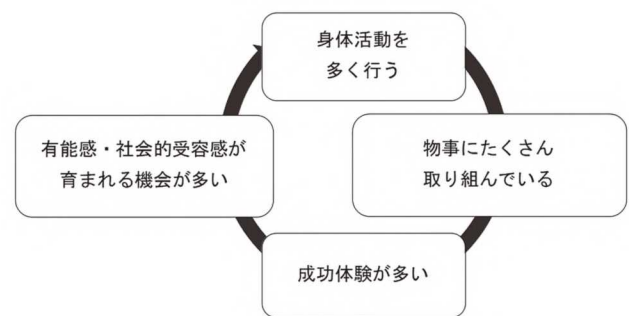 身体活動を
多く行う
物事にたくさん
取り組んでいる
成功体験が多い
有能感・社会的受容感が
育まれる機会が多い